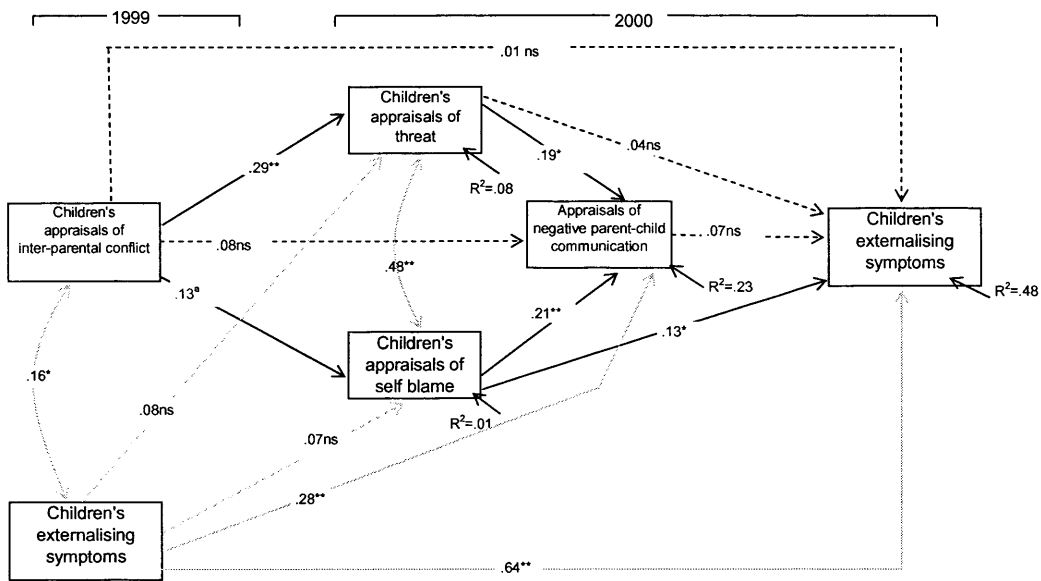 1999
2000
.01 ns
Children's
appraisals of
threat
.29**
.19*
.04ns
R²=.08
Children's
appraisals of
inter-parental conflict
.08ns
Appraisals of
negative parent-child
communication
.07ns
Children's
externalising
symptoms
.48**
.13ᵃ
R²=.23
R²=.48
.21**
Children's
appraisals of
self blame
.13*
.16*
.08ns
R²=.01
.07ns
.28**
Children's
externalising
symptoms
.64**